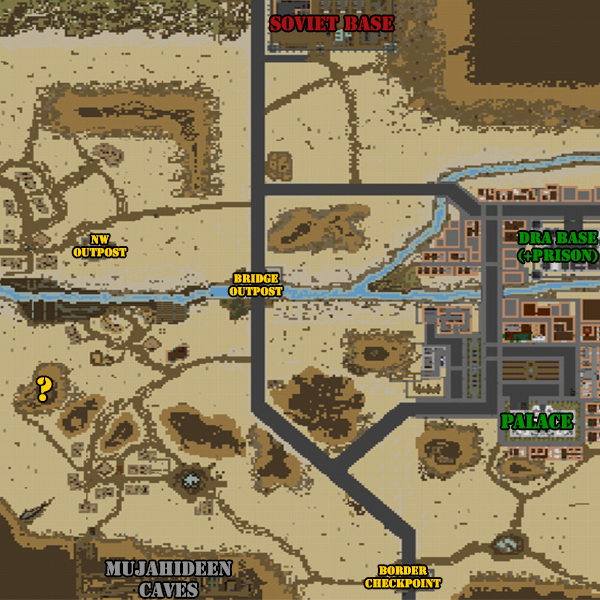 SOVIET BASE
NW
OUTPOST
DRA BASE
(+PRISON)
BRIDGE
OUTPOST
?
PALACE
MUJAHIDEEN
CAVES
BORDER
CHECKPOINT